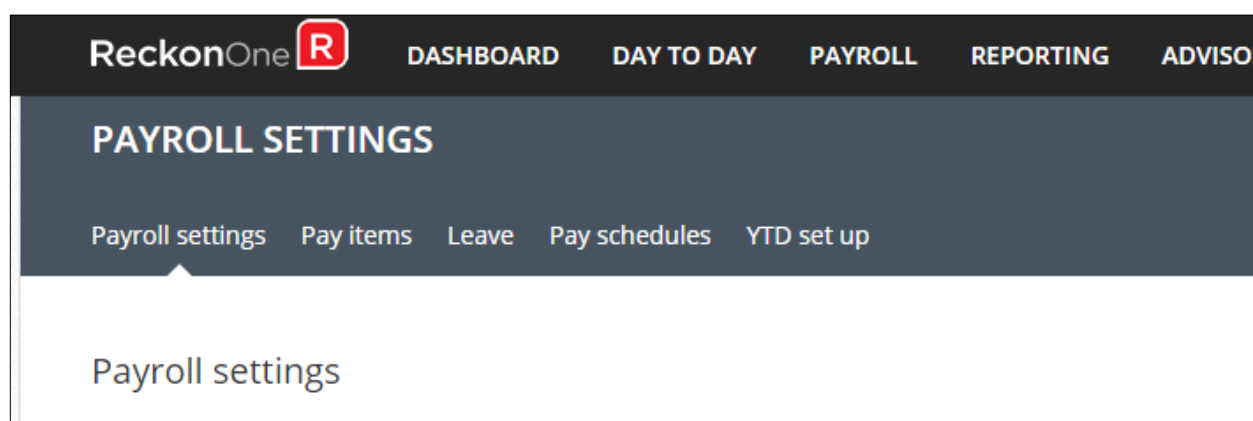 ReckonOne R DASHBOARD DAY TO DAY PAYROLL REPORTING ADVISO
PAYROLL SETTINGS
Payroll settings Pay items Leave Pay schedules YTD set up
Payroll settings